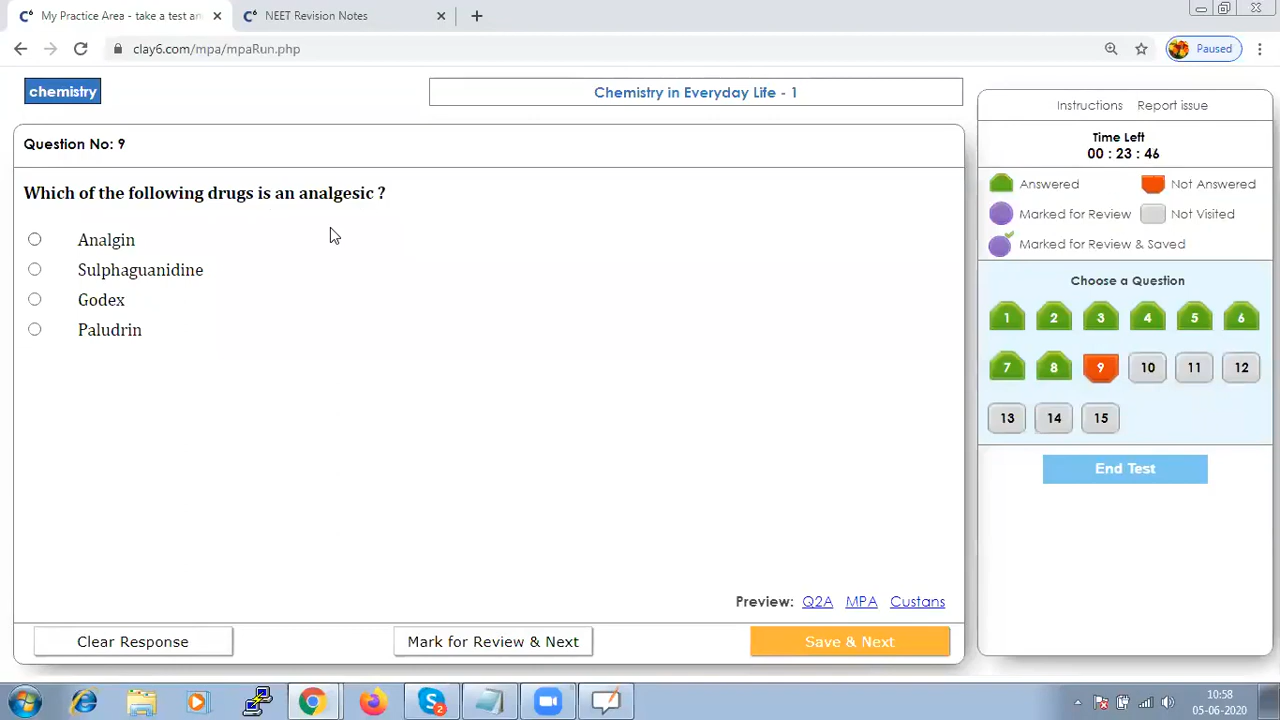 My Practice Area - take a test an
NEET Revision Notes
clay6.com/mpa/mpaRun.php
Paused
chemistry
Chemistry in Everyday Life - 1
Instructions Report issue
Question No: 9
Time Left
00 : 23 : 46
Which of the following drugs is an analgesic ?
Answered
Not Answered
Marked for Review
Not Visited
Marked for Review & Saved
Analgin
Sulphaguanidine
Godex
Paludrin
Choose a Question
1 2 3 4 5 6
7 8 9 10 11 12
13 14 15
End Test
Preview: Q2A MPA Custans
Clear Response
Mark for Review & Next
Save & Next
2
10:58
05-06-2020